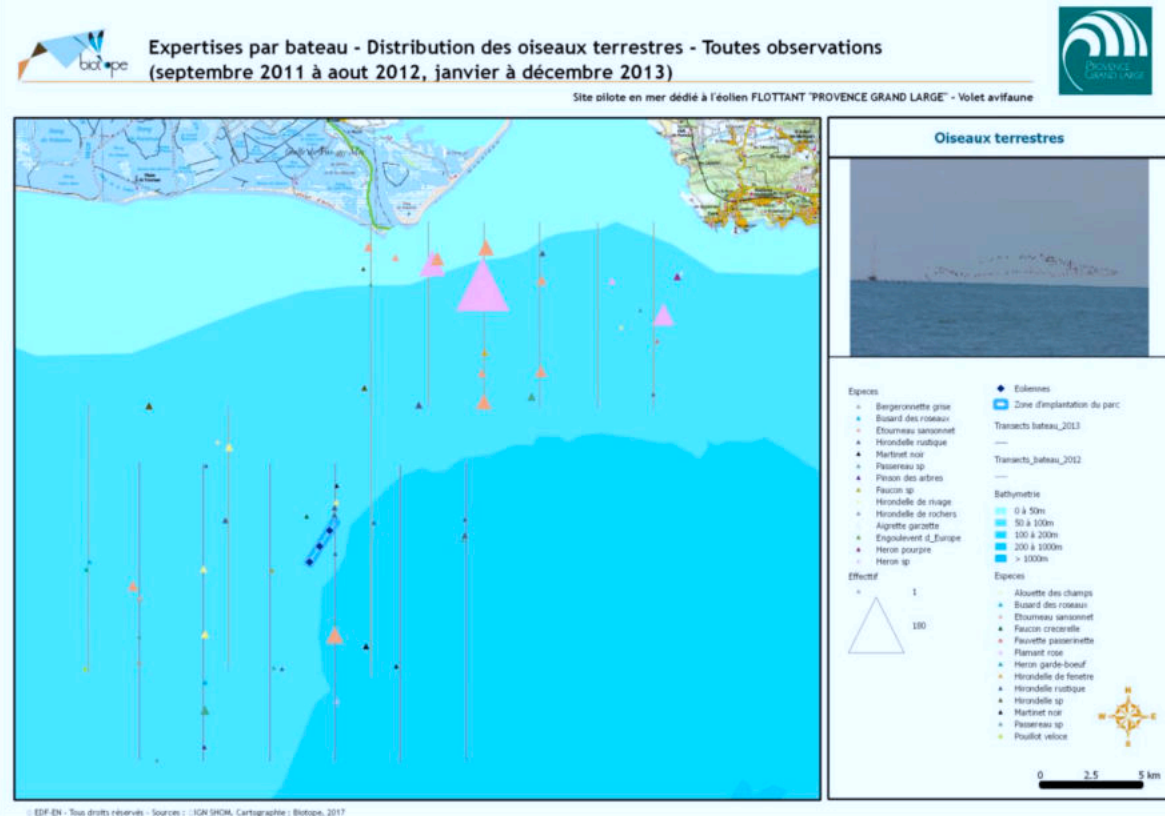 biotope
Expertises par bateau - Distribution des oiseaux terrestres - Toutes observations
(septembre 2011 à aout 2012, janvier à décembre 2013)
PROVENCE
GRAND LARGE
Site pilote en mer dédié à l'éolien FLOTTANT "PROVENCE GRAND LARGE" - Volet avifaune
Oiseaux terrestres
Especes
Bergeronnette grise
Busard des roseaux
Etourneau sansonnet
Hirondelle rustique
Martinet noir
Passereau sp
Pinson des arbres
Faucon sp
Hirondelle de rivage
Hirondelle de rochers
Aigrette garzette
Engoulevent d_Europe
Heron pourpre
Heron sp
Effectif
1
180
Eoliennes
Zone d'implantation du parc
Transects bateau_2013
Transects_bateau_2012
Bathymetrie
0 à 50m
50 à 100m
100 à 200m
200 à 1000m
> 1000m
Especes
Alouette des champs
Busard des roseaux
Etourneau sansonnet
Faucon crecerelle
Fauvette passerinette
Flamant rose
Heron garde-boeuf
Hirondelle de fenetre
Hirondelle rustique
Hirondelle sp
Martinet noir
Passereau sp
Pouillot veloce
N
W E
S
0 2.5 5 km
© EDF-EN - Tous droits réservés - Sources : ©IGN SHOM, Cartographie : Biotope, 2017